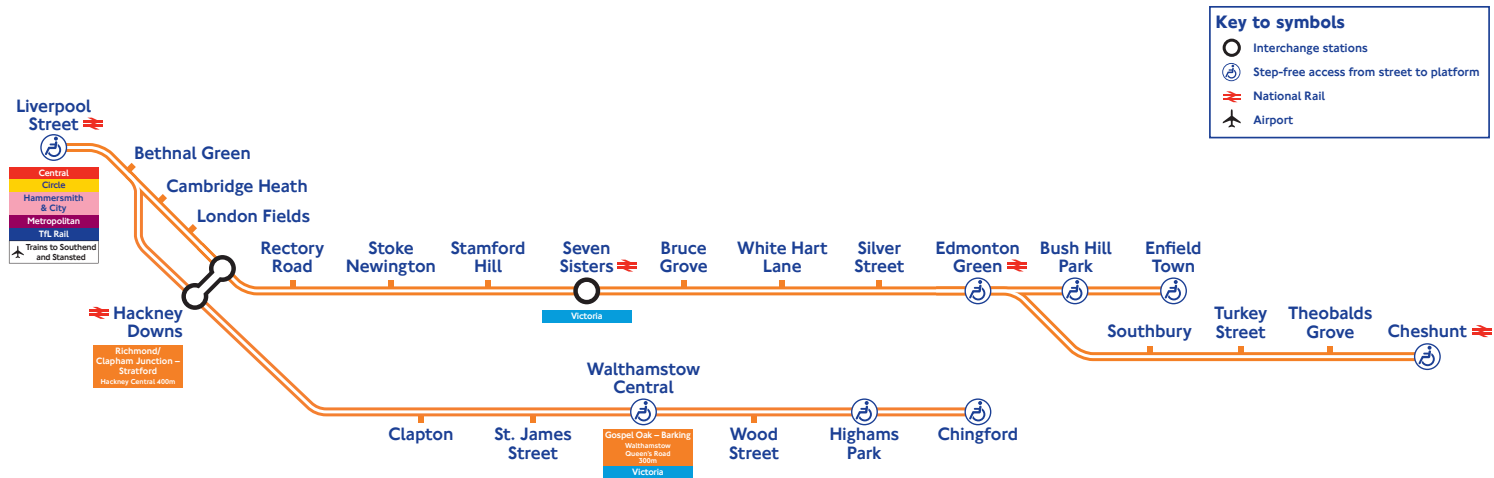 Key to symbols
Interchange stations
Step-free access from street to platform
National Rail
Airport
Liverpool
Street
Central
Circle
Hammersmith
& City
Metropolitan
TfL Rail
Trains to Southend
and Stansted
Bethnal Green
Cambridge Heath
London Fields
Hackney
Downs
Richmond/
Clapham Junction –
Stratford
Hackney Central 400m
Rectory
Road
Stoke
Newington
Stamford
Hill
Seven
Sisters
Victoria
Bruce
Grove
White Hart
Lane
Silver
Street
Edmonton
Green
Bush Hill
Park
Enfield
Town
Southbury
Turkey
Street
Theobalds
Grove
Cheshunt
Clapton
St. James
Street
Walthamstow
Central
Gospel Oak – Barking
Walthamstow
Queen's Road
300m
Victoria
Wood
Street
Highams
Park
Chingford